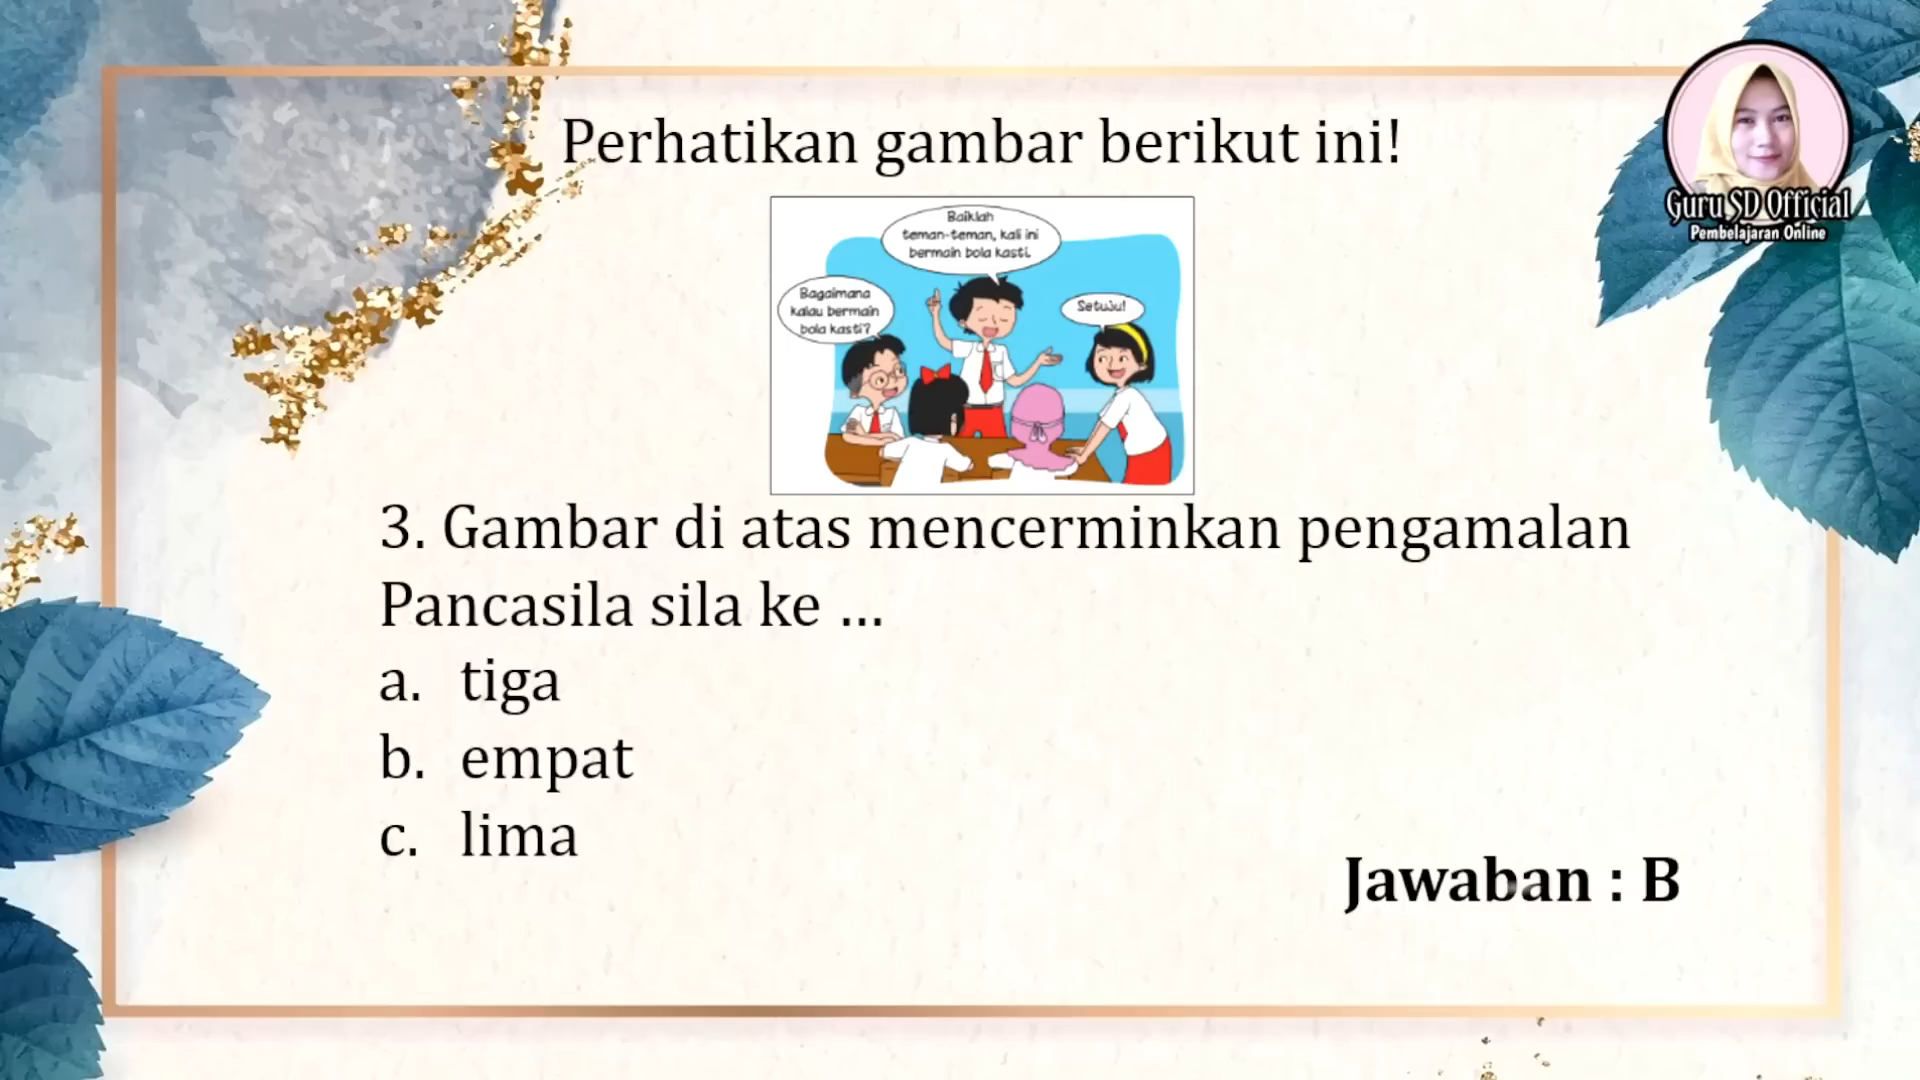 Perhatikan gambar berikut ini!
Baiklah
teman-teman, kali ini
bermain bola kasti.
Bagaimana
kalau bermain
bola kasti?
Setuju!
3. Gambar di atas mencerminkan pengamalan
Pancasila sila ke ...
a. tiga
b. empat
c. lima
Jawaban : B
Guru SD Official
Pembelajaran Online